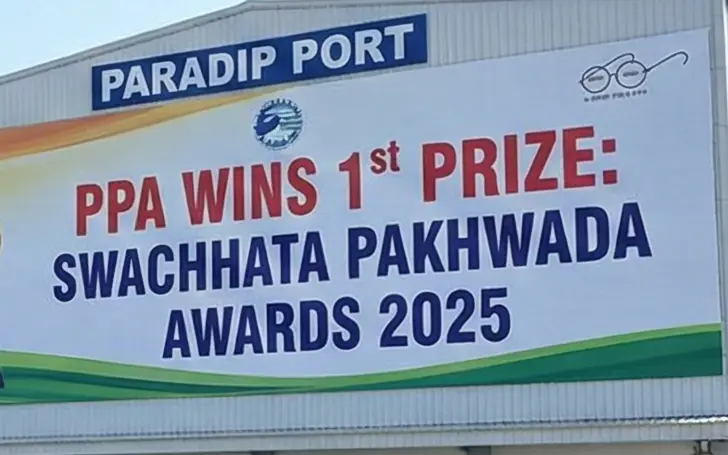 PARADIP PORT
PPA WINS 1st PRIZE:
SWACHHATA PAKHWADA
AWARDS 2025